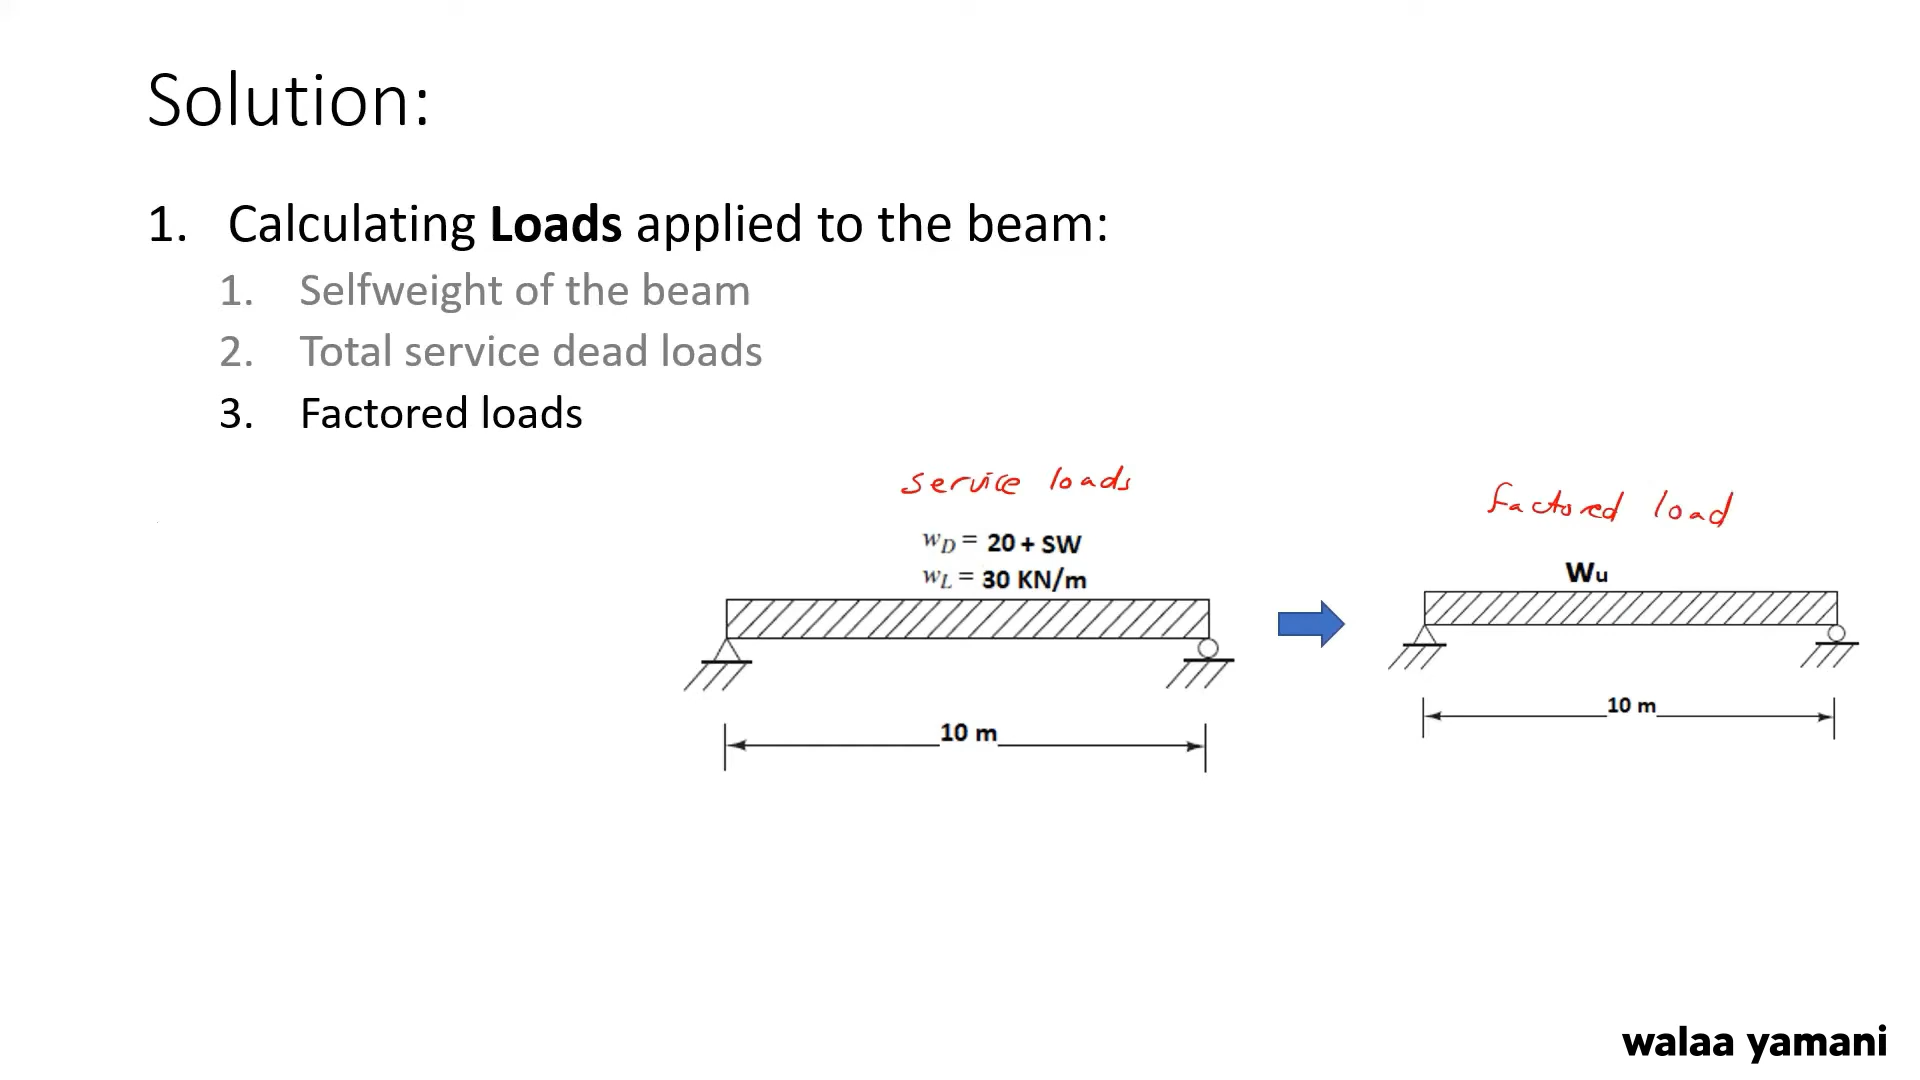 Solution:
1. Calculating Loads applied to the beam:
1. Selfweight of the beam
2. Total service dead loads
3. Factored loads
service loads
wD = 20 + SW
wL = 30 KN/m
10 m
factored load
Wu
10 m
walaa yamani